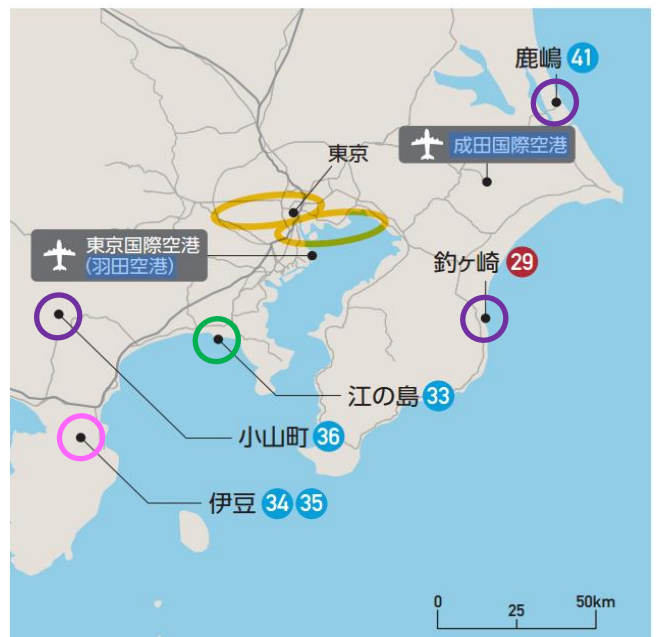 鹿嶋 41
成田国際空港
東京
東京国際空港
(羽田空港)
釣ヶ崎 29
江の島 33
小山町 36
伊豆 34 35
0 25 50km